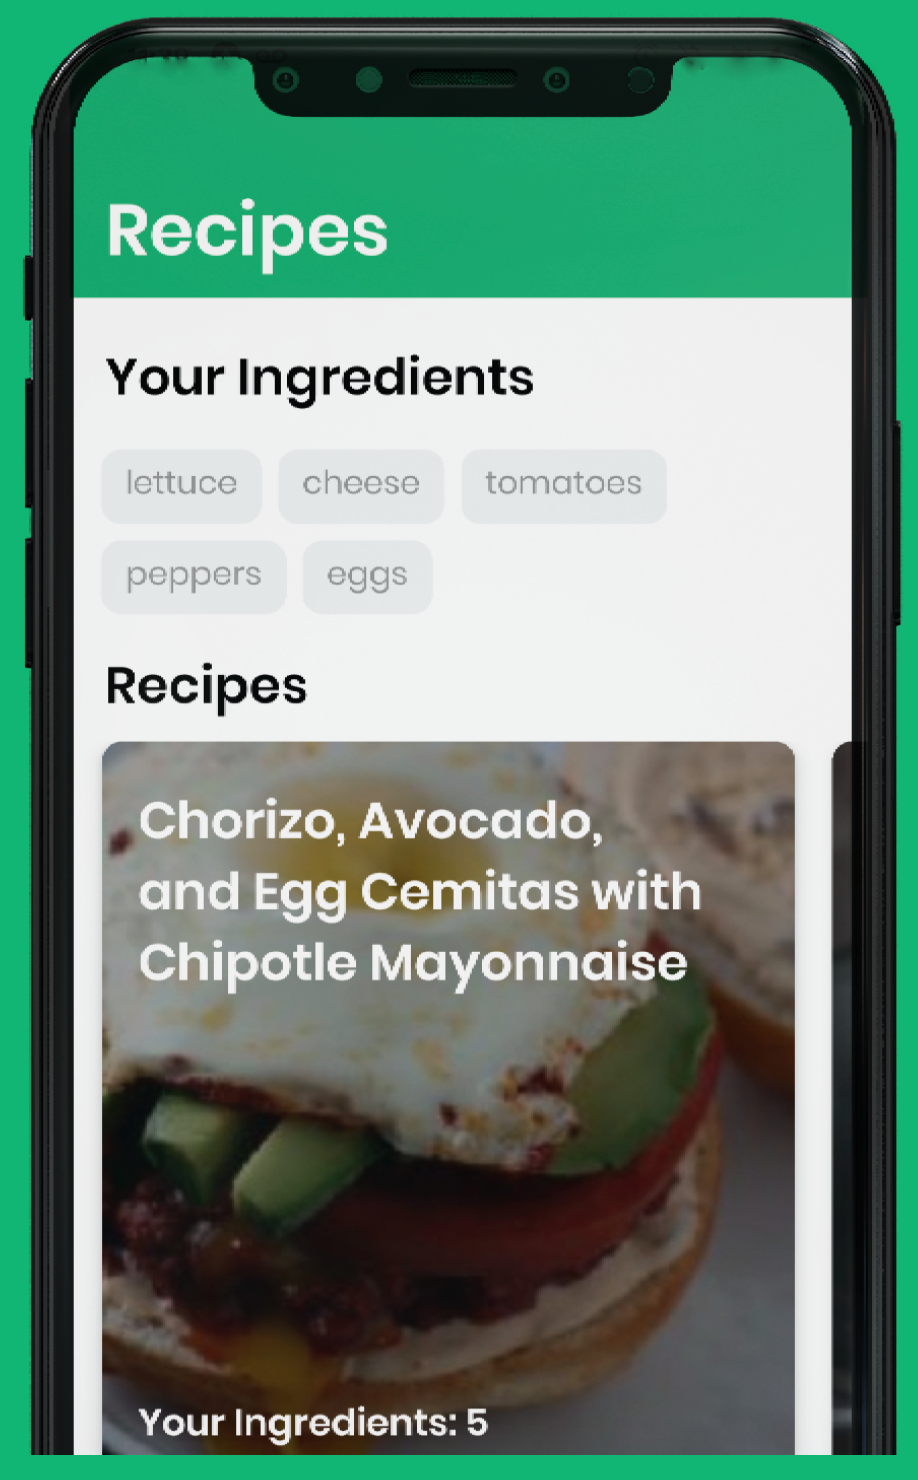 Recipes
Your Ingredients
lettuce cheese tomatoes
peppers eggs
Recipes
Chorizo, Avocado,
and Egg Cemitas with
Chipotle Mayonnaise
Your Ingredients: 5